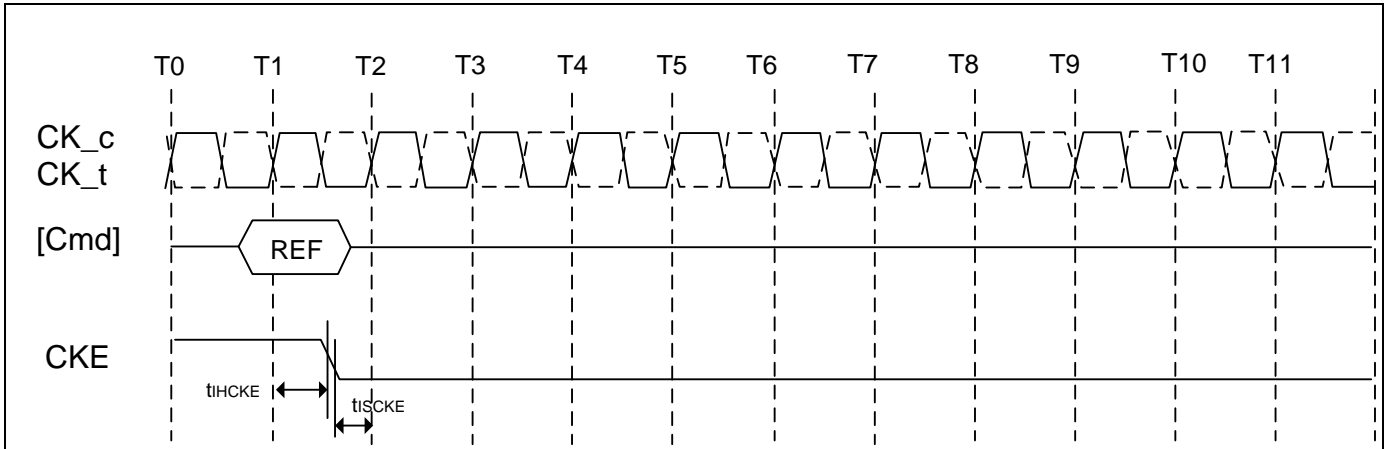 T0 T1 T2 T3 T4 T5 T6 T7 T8 T9 T10 T11
CK_c
CK_t
[Cmd] REF
CKE
tIHCKE
tISCKE